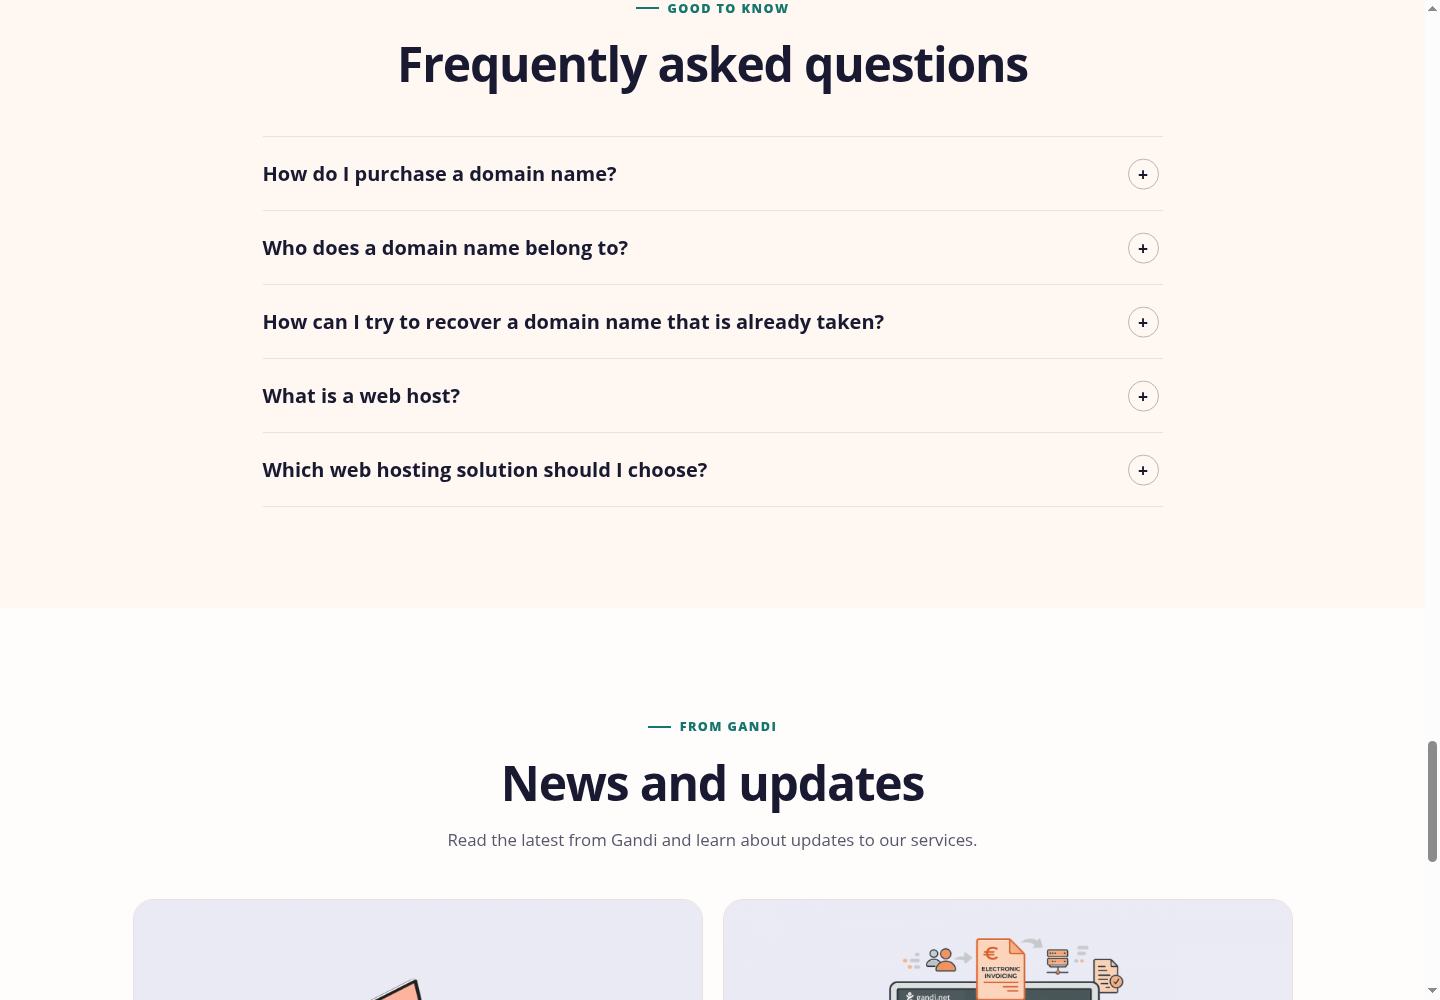 GOOD TO KNOW
Frequently asked questions
How do I purchase a domain name?
+
Who does a domain name belong to?
+
How can I try to recover a domain name that is already taken?
+
What is a web host?
+
Which web hosting solution should I choose?
+
FROM GANDI
News and updates
Read the latest from Gandi and learn about updates to our services.
€
ELECTRONIC
INVOICING
gandi.net